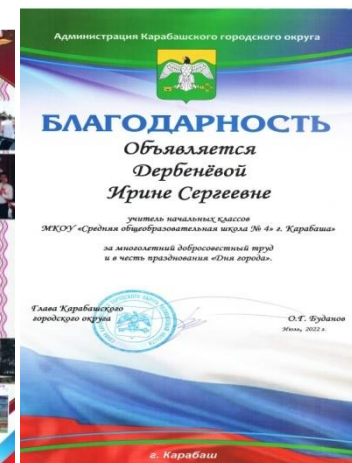 Администрация Карабашского городского округа
БЛАГОДАРНОСТЬ
Объявляется
Дербенёвой
Ирине Сергеевне
учитель начальных классов
МКОУ «Средняя общеобразовательная школа № 4» г. Карабаша»
за многолетний добросовестный труд
и в честь празднования «Дня города».
Глава Карабашского
городского округа
О.Г. Буданов
Июль, 2022 г.
г. Карабаш